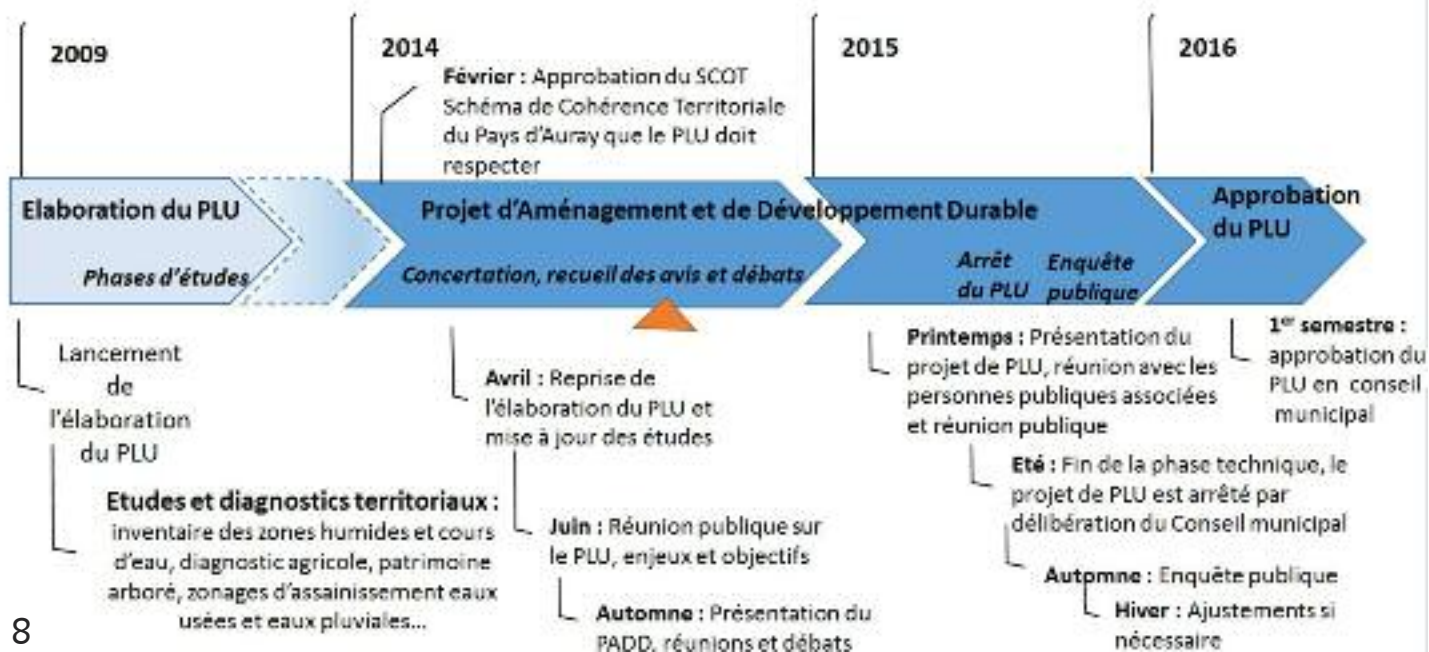 2009
2014
2015
2016
Février : Approbation du SCOT
Schéma de Cohérence Territoriale
du Pays d'Auray que le PLU doit
respecter
Elaboration du PLU
Phases d'études
Projet d'Aménagement et de Développement Durable
Concertation, recueil des avis et débats
Arrêt
du PLU
Enquête
publique
Approbation
du PLU
Lancement
de
l'élaboration
du PLU
Etudes et diagnostics territoriaux :
inventaire des zones humides et cours
d'eau, diagnostic agricole, patrimoine
arboré, zonages d'assainissement eaux
usées et eaux pluviales...
Avril : Reprise de
l'élaboration du PLU et
mise à jour des études
Juin : Réunion publique sur
le PLU, enjeux et objectifs
Automne : Présentation du
PADD, réunions et débats
Printemps : Présentation du
projet de PLU, réunion avec les
personnes publiques associées
et réunion publique
Eté : Fin de la phase technique, le
projet de PLU est arrêté par
délibération du Conseil municipal
Automne : Enquête publique
Hiver : Ajustements si
nécessaire
1er semestre :
approbation du
PLU en conseil
municipal
8